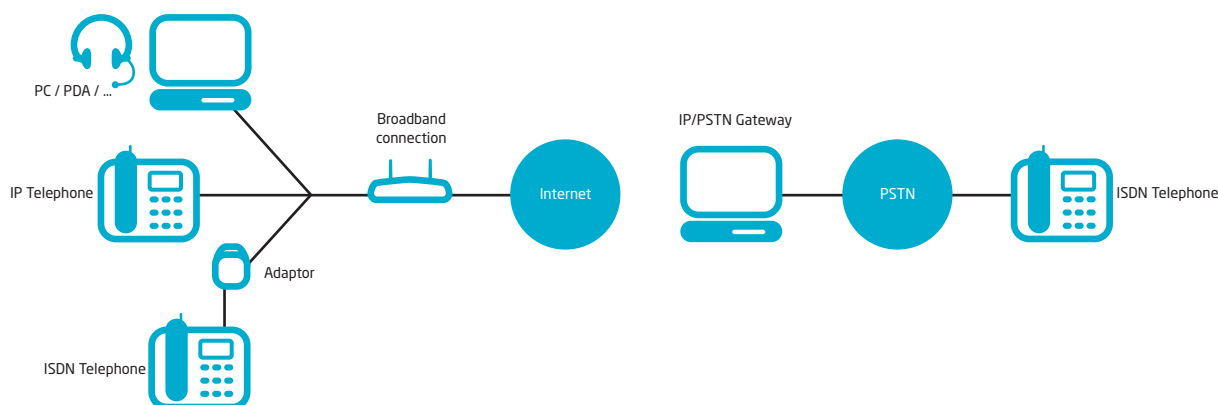 PC / PDA / ...
Broadband
connection
IP/PSTN Gateway
IP Telephone
Internet
PSTN
ISDN Telephone
Adaptor
ISDN Telephone